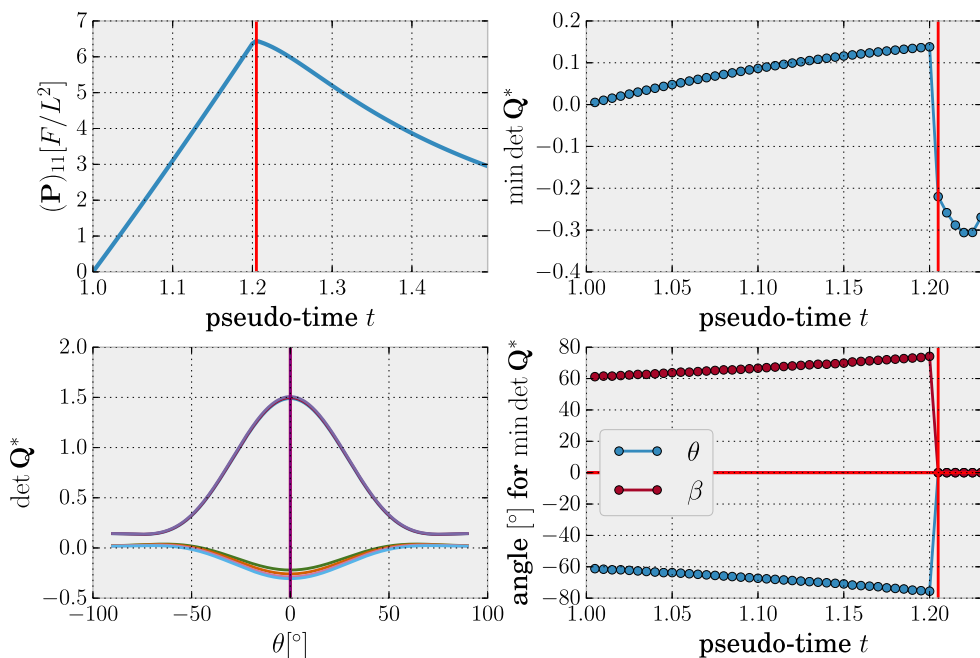 7
6
5
4
3
2
1
0
(P)₁₁[F/L²]
1.0 1.1 1.2 1.3 1.4
pseudo-time t
0.2
0.1
0.0
−0.1
−0.2
−0.3
−0.4
min det Q*
1.00 1.05 1.10 1.15 1.20
pseudo-time t
2.0
1.5
1.0
0.5
0.0
−0.5
det Q*
−100 −50 0 50 100
θ[°]
80
60
40
20
0
−20
−40
−60
−80
angle [°] for min det Q*
θ
β
1.00 1.05 1.10 1.15 1.20
pseudo-time t